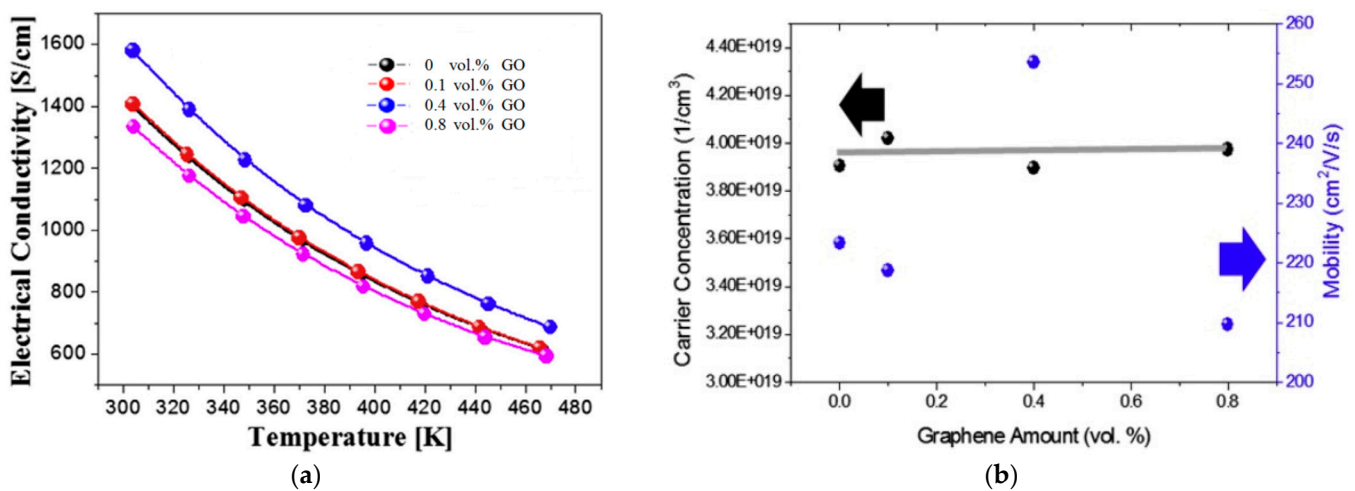 Electrical Conductivity [S/cm]
1600
1400
1200
1000
800
600
0 vol.% GO
0.1 vol.% GO
0.4 vol.% GO
0.8 vol.% GO
300 320 340 360 380 400 420 440 460 480
Temperature [K]
(a)
Carrier Concentration (1/cm³)
4.40E+019
4.20E+019
4.00E+019
3.80E+019
3.60E+019
3.40E+019
3.20E+019
3.00E+019
260
250
240
230
220
210
200
Mobility (cm²/V/s)
0.0 0.2 0.4 0.6 0.8
Graphene Amount (vol. %)
(b)